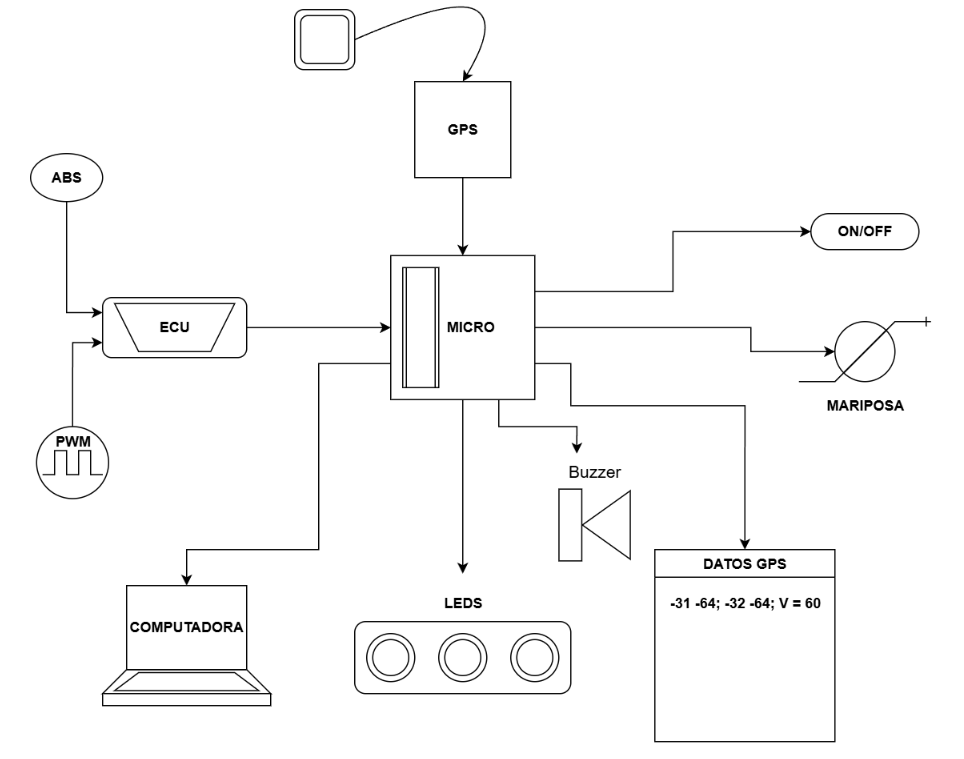 GPS
ABS
ON/OFF
ECU
MICRO
MARIPOSA
PWM
Buzzer
DATOS GPS
-31 -64; -32 -64; V = 60
LEDS
COMPUTADORA